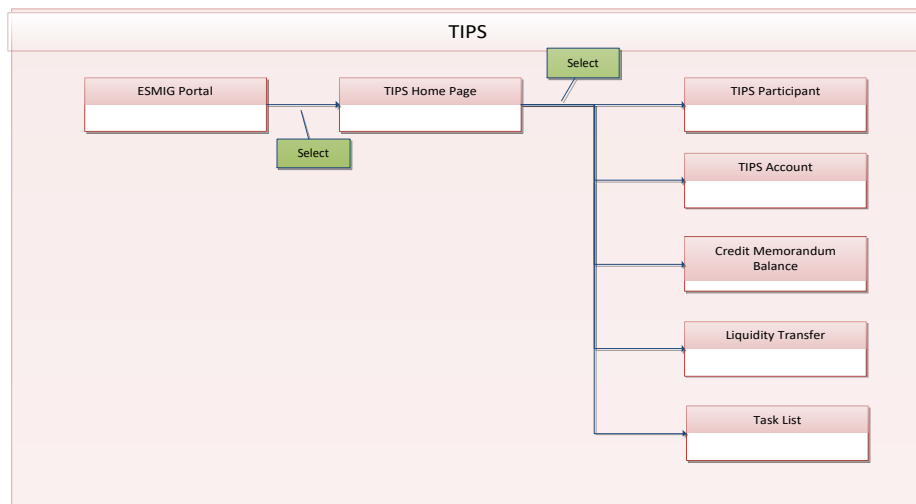 TIPS
Select
ESMIG Portal
TIPS Home Page
TIPS Participant
Select
TIPS Account
Credit Memorandum
Balance
Liquidity Transfer
Task List